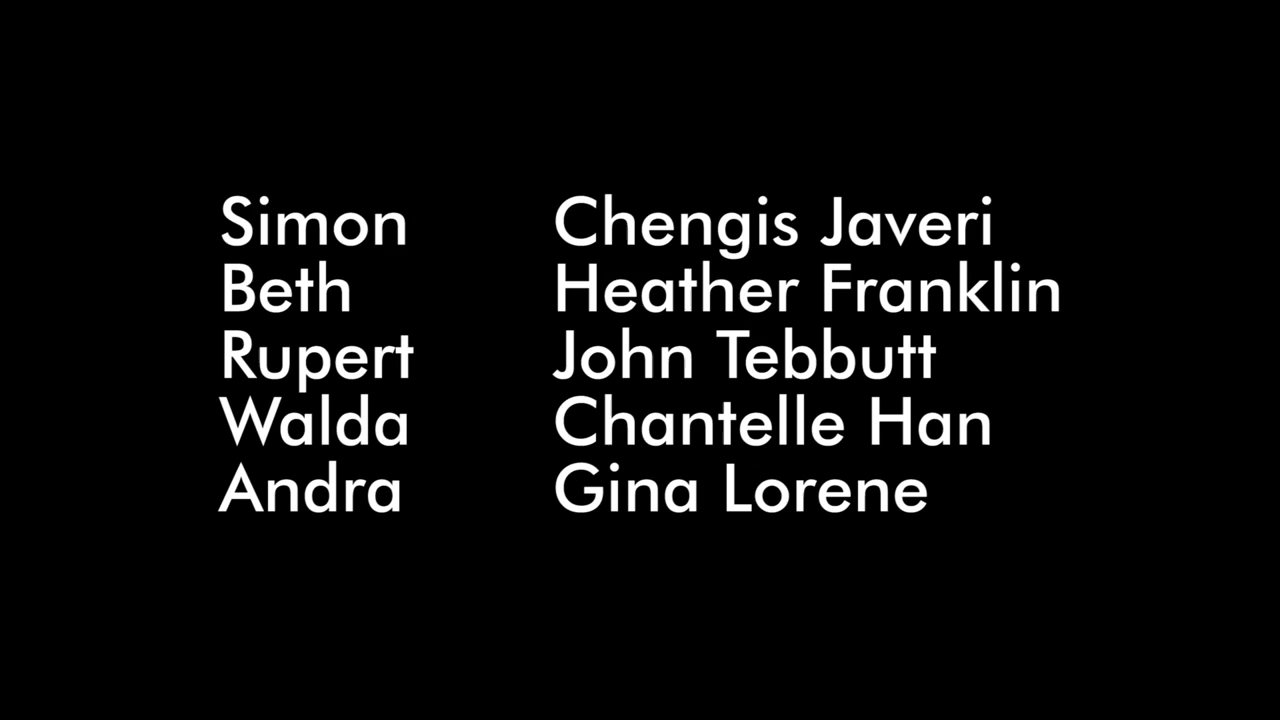 Simon Chengis Javeri
Beth Heather Franklin
Rupert John Tebbutt
Walda Chantelle Han
Andra Gina Lorene